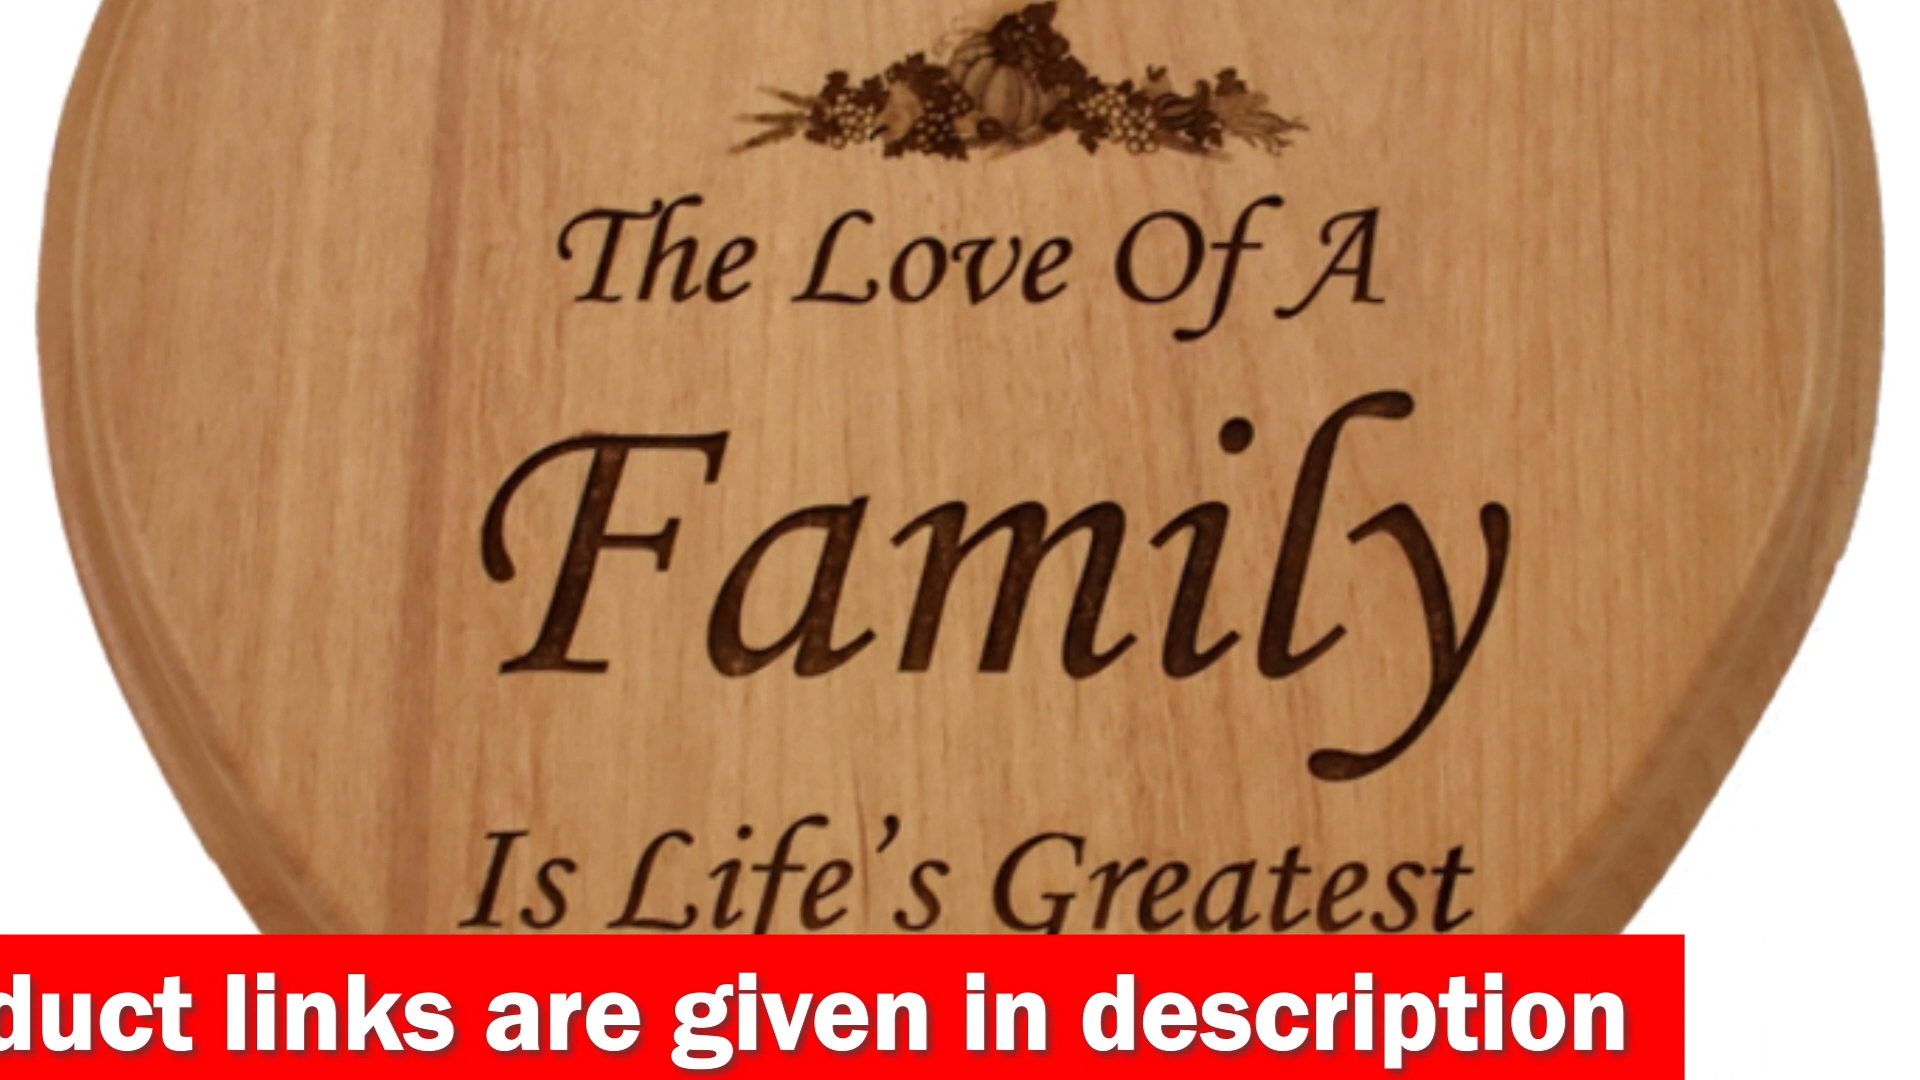 The Love Of A
Family
Is Life's Greatest
duct links are given in description